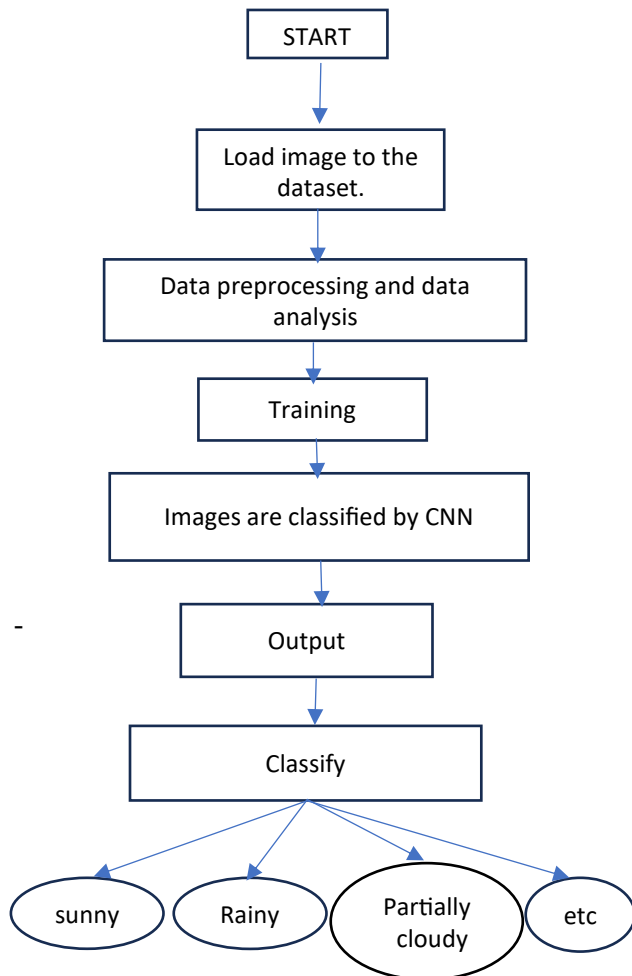 START
Load image to the
dataset.
Data preprocessing and data
analysis
Training
Images are classified by CNN
-
Output
Classify
sunny
Rainy
Partially
cloudy
etc